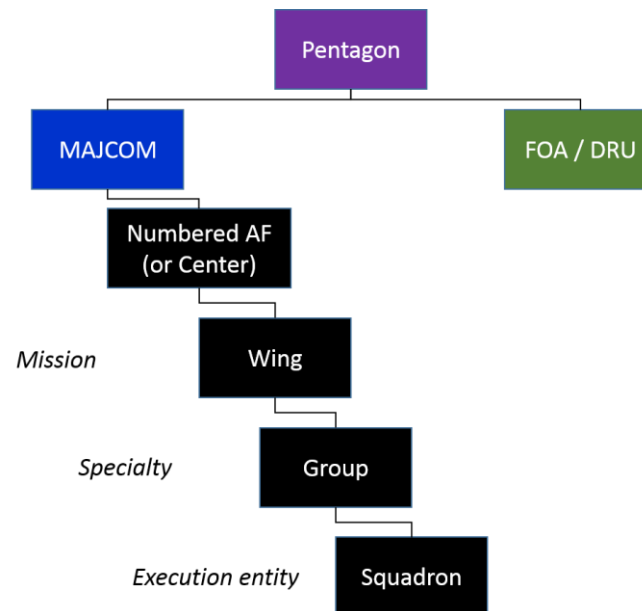 Pentagon
MAJCOM
FOA / DRU
Numbered AF
(or Center)
Mission
Wing
Specialty
Group
Execution entity
Squadron